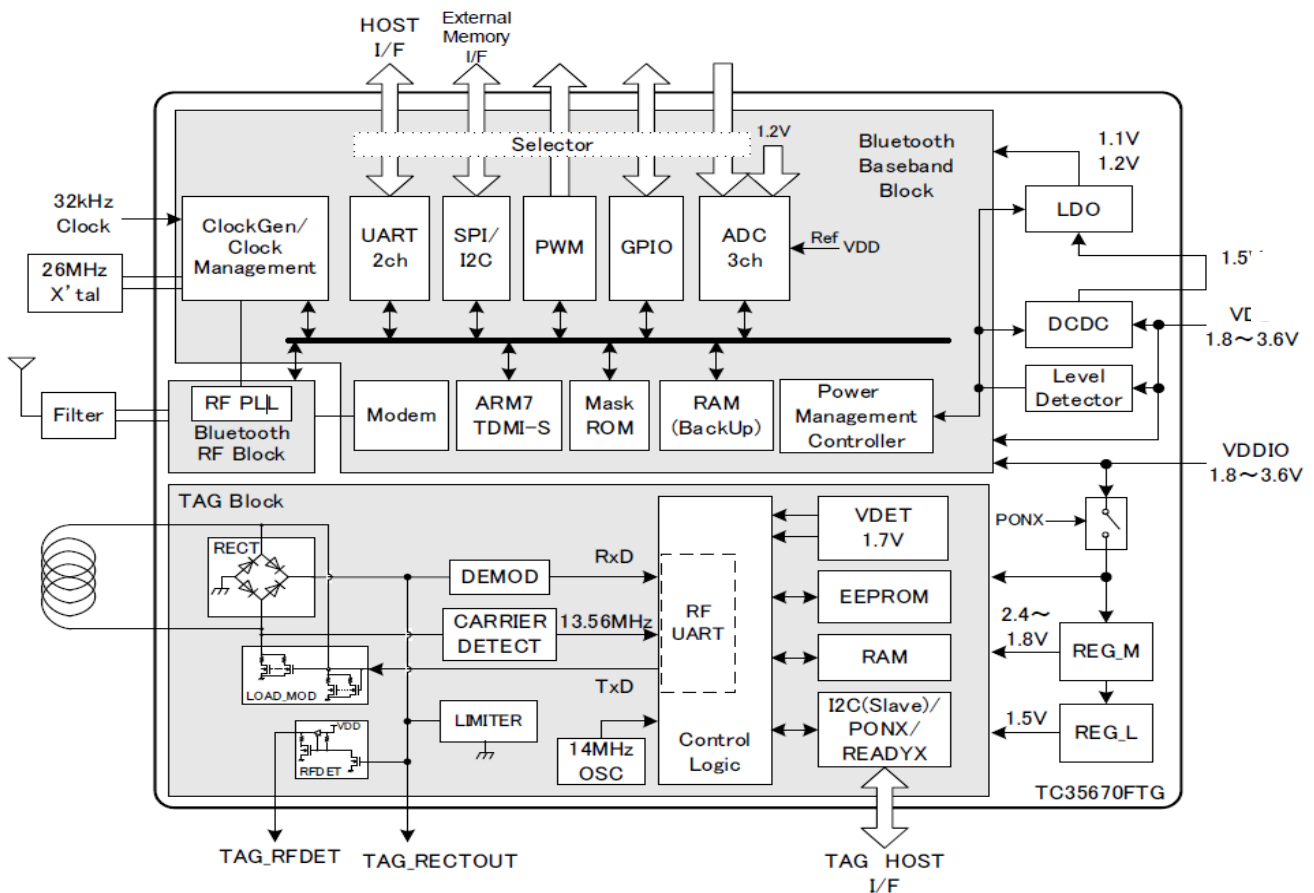 HOST
I/F
External
Memory
I/F
Selector
1.2V
Bluetooth
Baseband
Block
1.1V
1.2V
32kHz
Clock
ClockGen/
Clock
Management
UART
2ch
SPI/
I2C
PWM
GPIO
ADC
3ch
Ref
VDD
LDO
26MHz
X'tal
DCDC
1.8～3.6V
Level
Detector
Filter
RF PLL
Bluetooth
RF Block
Modem
ARM7
TDMI-S
Mask
ROM
RAM
(BackUp)
Power
Management
Controller
VDDIO
1.8～3.6V
TAG Block
RECT
DEMOD
RxD
CARRIER
DETECT
13.56MHz
RF
UART
VDET
1.7V
PONX
EEPROM
2.4～
1.8V
REG_M
RAM
LOAD_MOD
TxD
LIMITER
VDD
RFDET
14MHz
OSC
Control
Logic
I2C(Slave)/
PONX/
READYX
1.5V
REG_L
TC35670FTG
TAG_RFDET
TAG_RECTOUT
TAG HOST
I/F